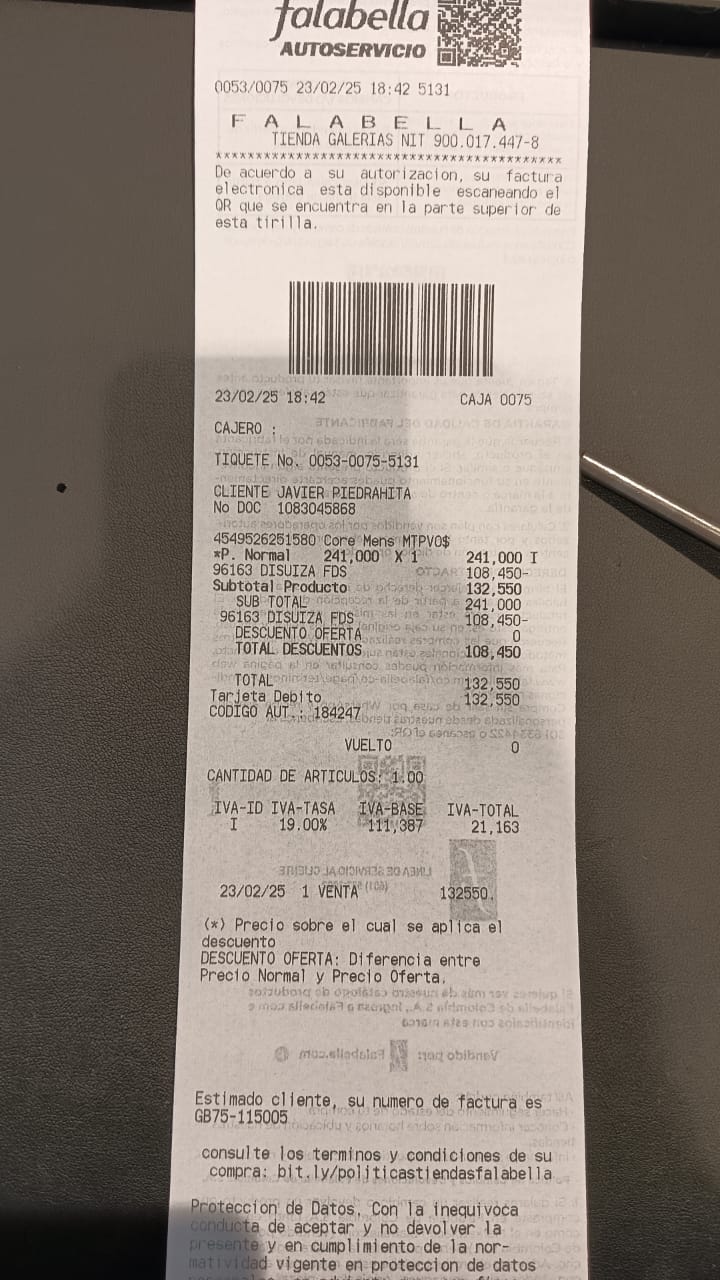 falabella
AUTOSERVICIO
0053/0075 23/02/25 18:42 5131
F A L A B E L L A
TIENDA GALERIAS NIT 900.017.447-8
******************************************
De acuerdo a su autorizacion, su factura
electronica esta disponible escaneando el
QR que se encuentra en la parte superior de
esta tirilla.
23/02/25 18:42 CAJA 0075
CAJERO :
TIQUETE No. 0053-0075-5131
CLIENTE JAVIER PIEDRAHITA
No DOC 1083045868
4549526251580 Core Mens MTPV0$
*P. Normal 241,000 X 1 241,000 I
96163 DISUIZA FDS 108,450-
Subtotal Producto 132,550
SUB TOTAL 241,000
96163 DISUIZA FDS 108,450-
DESCUENTO OFERTA 0
TOTAL DESCUENTOS 108,450
TOTAL 132,550
Tarjeta Debito 132,550
CODIGO AUT.: 184247
VUELTO 0
CANTIDAD DE ARTICULOS: 1.00
IVA-ID IVA-TASA IVA-BASE IVA-TOTAL
I 19.00% 111,387 21,163
23/02/25 1 VENTA 132550.
(*) Precio sobre el cual se aplica el
descuento
DESCUENTO OFERTA: Diferencia entre
Precio Normal y Precio Oferta.
Estimado cliente, su numero de factura es
GB75-115005
consulte los terminos y condiciones de su
compra: bit.ly/politicastiendasfalabella
Proteccion de Datos. Con la inequivoca
conducta de aceptar y no devolver la
presente y en cumplimiento de la nor-
matividad vigente en proteccion de datos